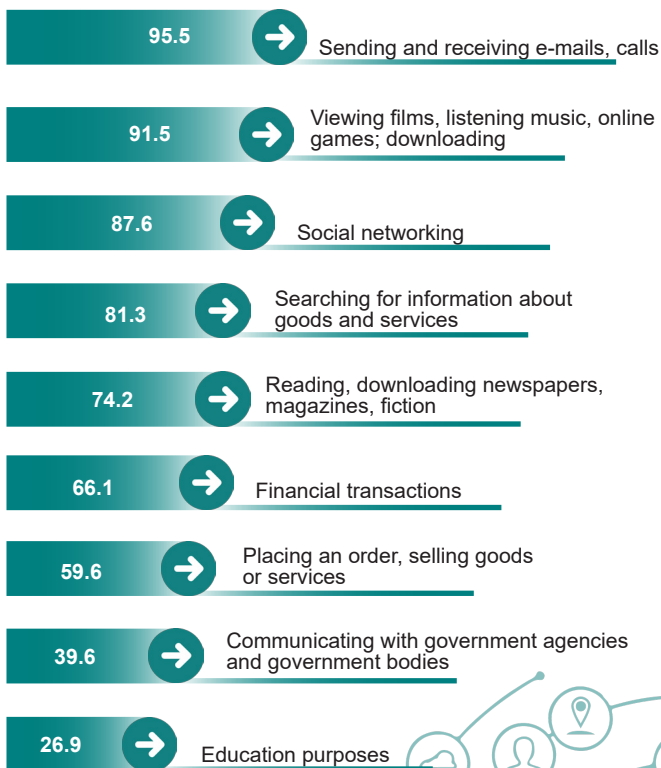 95.5
Sending and receiving e-mails, calls
91.5
Viewing films, listening music, online
games; downloading
87.6
Social networking
81.3
Searching for information about
goods and services
74.2
Reading, downloading newspapers,
magazines, fiction
66.1
Financial transactions
59.6
Placing an order, selling goods
or services
39.6
Communicating with government agencies
and government bodies
26.9
Education purposes